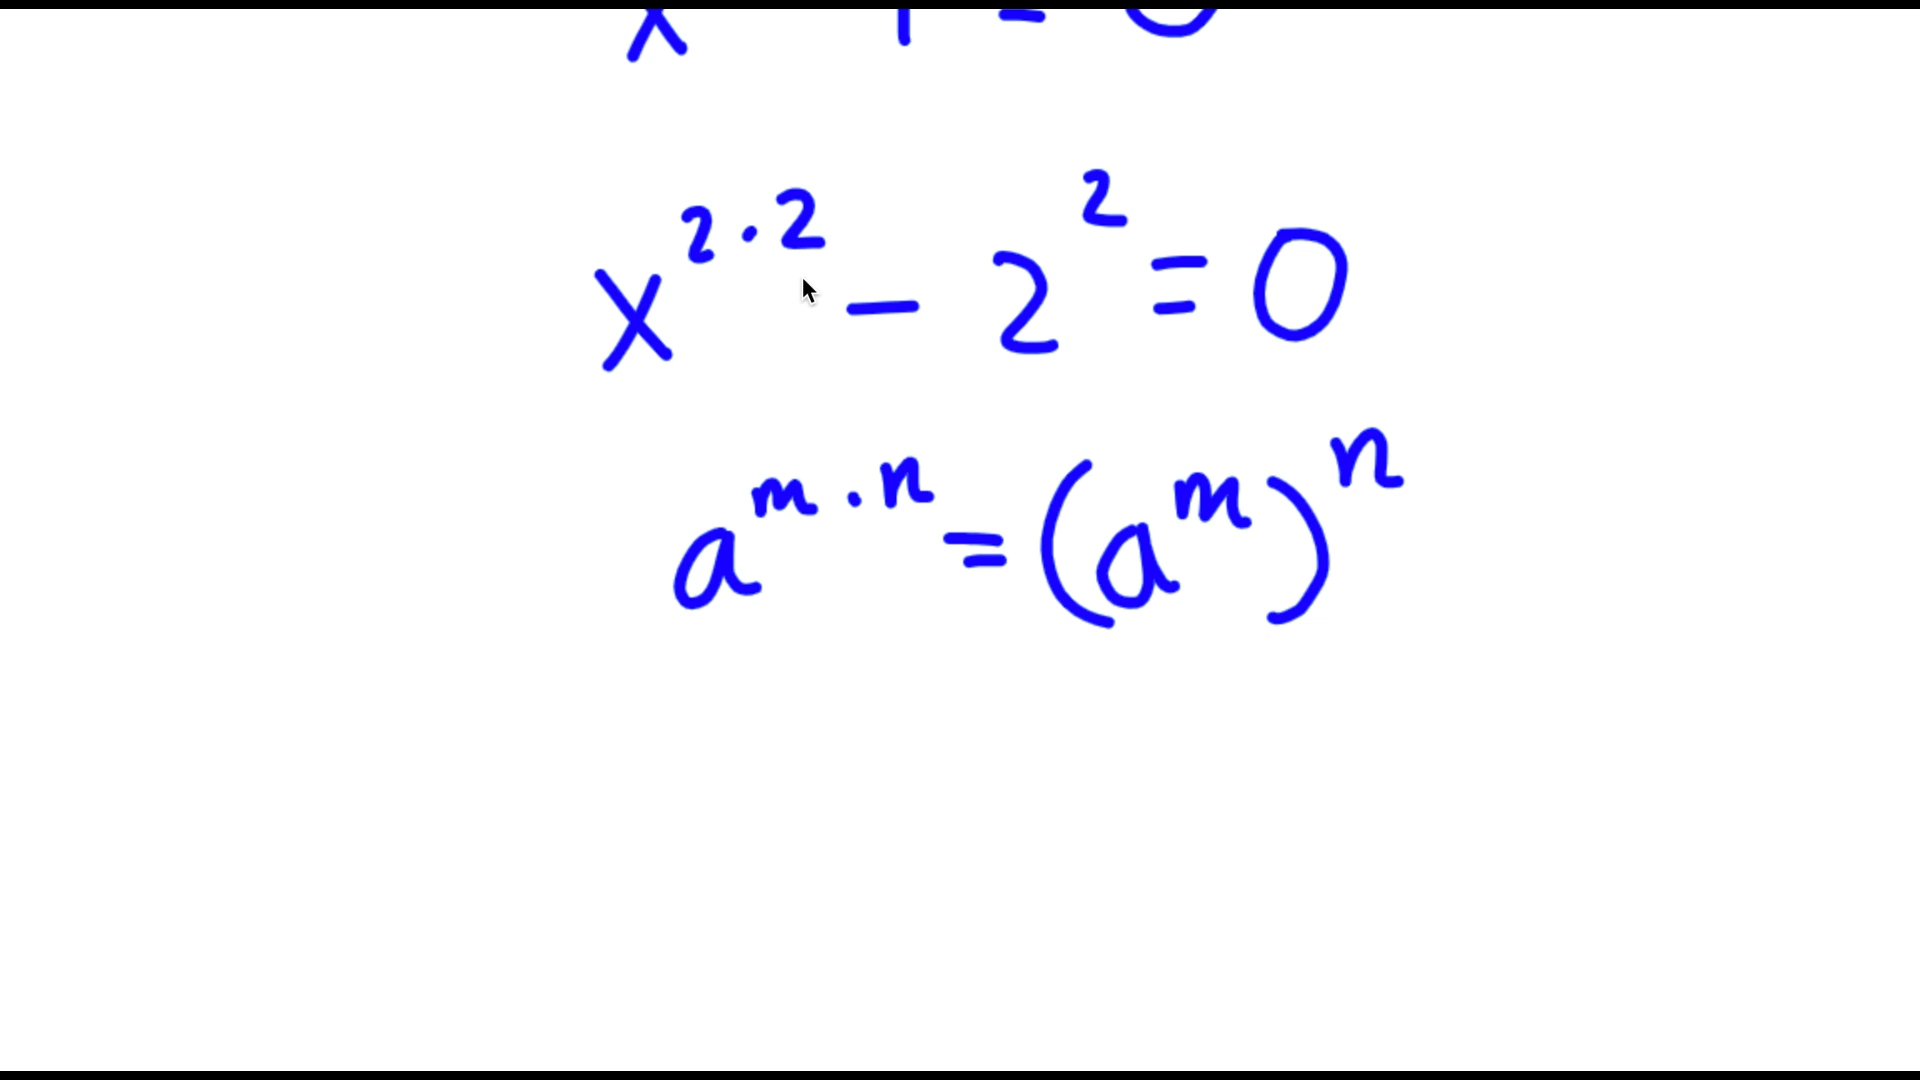 x^{2·2} - 2^2 = 0
a^{m·n} = (a^m)^n